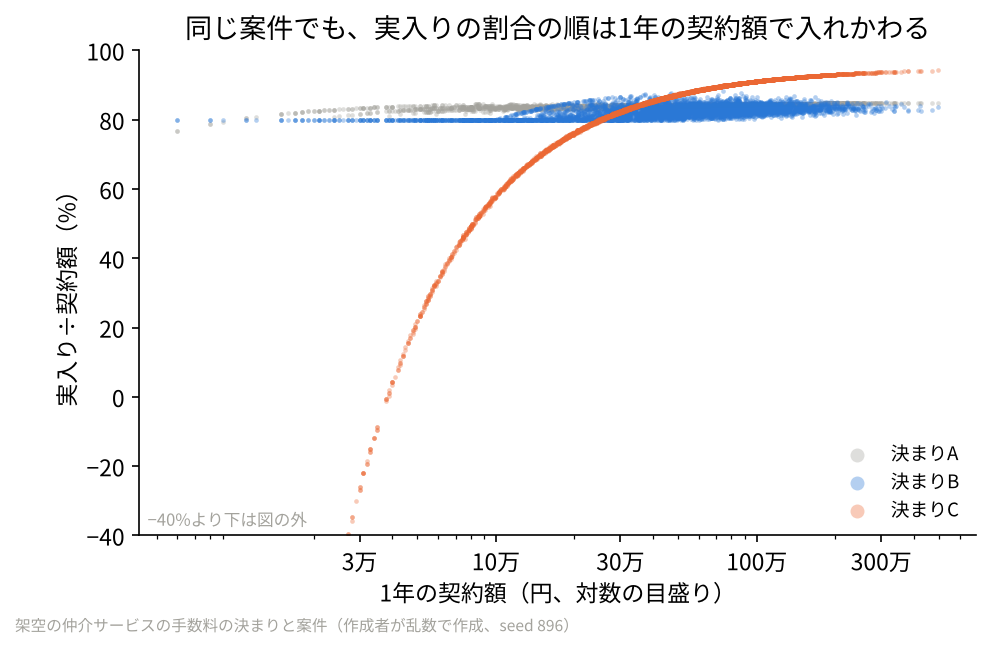 同じ案件でも、実入りの割合の順は1年の契約額で入れかわる
100
80
60
40
20
0
−20
−40
実入り÷契約額（%）
−40%より下は図の外
決まりA
決まりB
決まりC
3万 10万 30万 100万 300万
1年の契約額（円、対数の目盛り）
架空の仲介サービスの手数料の決まりと案件（作成者が乱数で作成、seed 896）